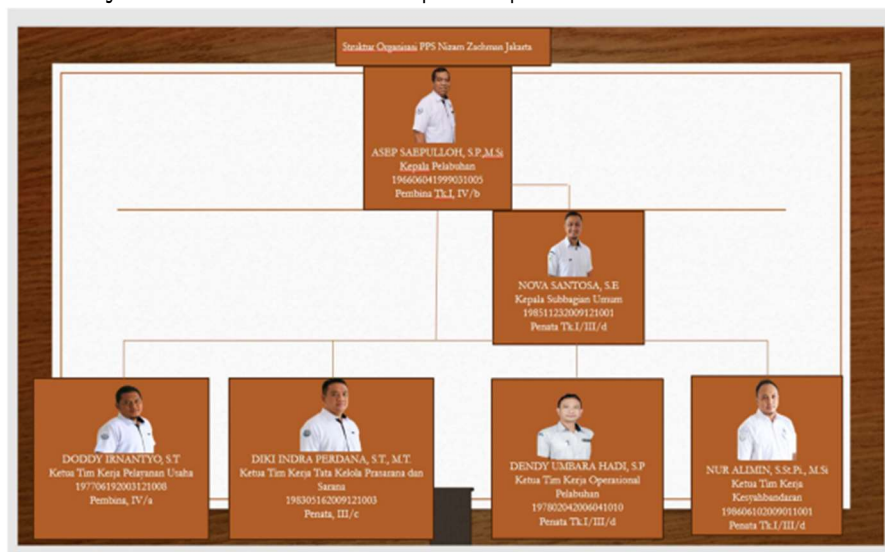 Struktur Organisasi PPS Nizam Zachman Jakarta
ASEP SAEPULLOH, S.P.,M.Si
Kepala Pelabuhan
196606041999031005
Pembina Tk.I, IV/b
NOVA SANTOSA, S.E
Kepala Subbagian Umum
198511232009121001
Penata Tk.I/III/d
DODDY IRNANTYO, S.T
Ketua Tim Kerja Pelayanan Usaha
197706192003121008
Pembina, IV/a
DIKI INDRA PERDANA, S.T., M.T.
Ketua Tim Kerja Tata Kelola Prasarana dan
Sarana
198305162009121003
Penata, III/c
DENDY UMBARA HADI, S.P
Ketua Tim Kerja Operasional
Pelabuhan
197802042006041010
Penata Tk.I/III/d
NUR ALIMIN, S.St.Pi., M.Si
Ketua Tim Kerja
Kesyahbandaran
198606102009011001
Penata Tk.I/III/d